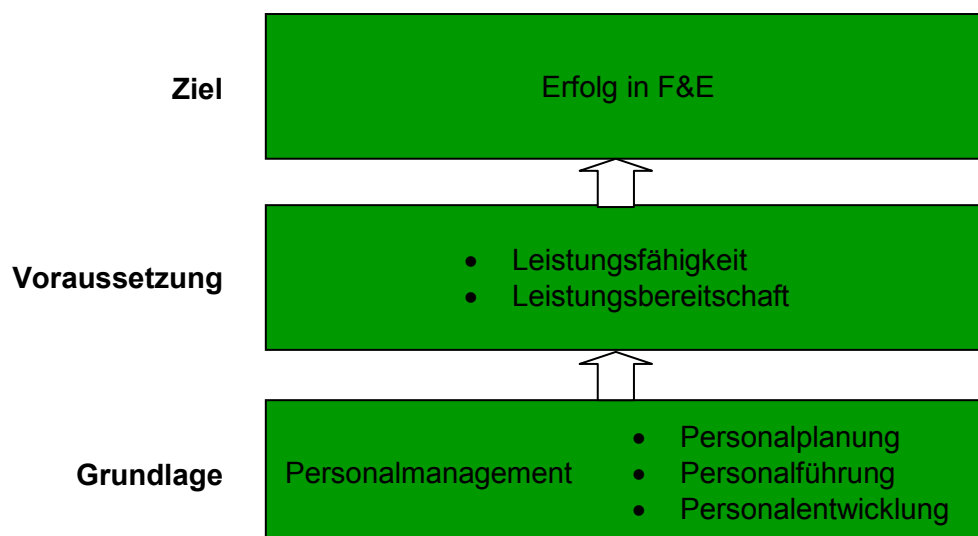 Ziel
Erfolg in F&E
Voraussetzung
• Leistungsfähigkeit
• Leistungsbereitschaft
Grundlage
Personalmanagement
• Personalplanung
• Personalführung
• Personalentwicklung